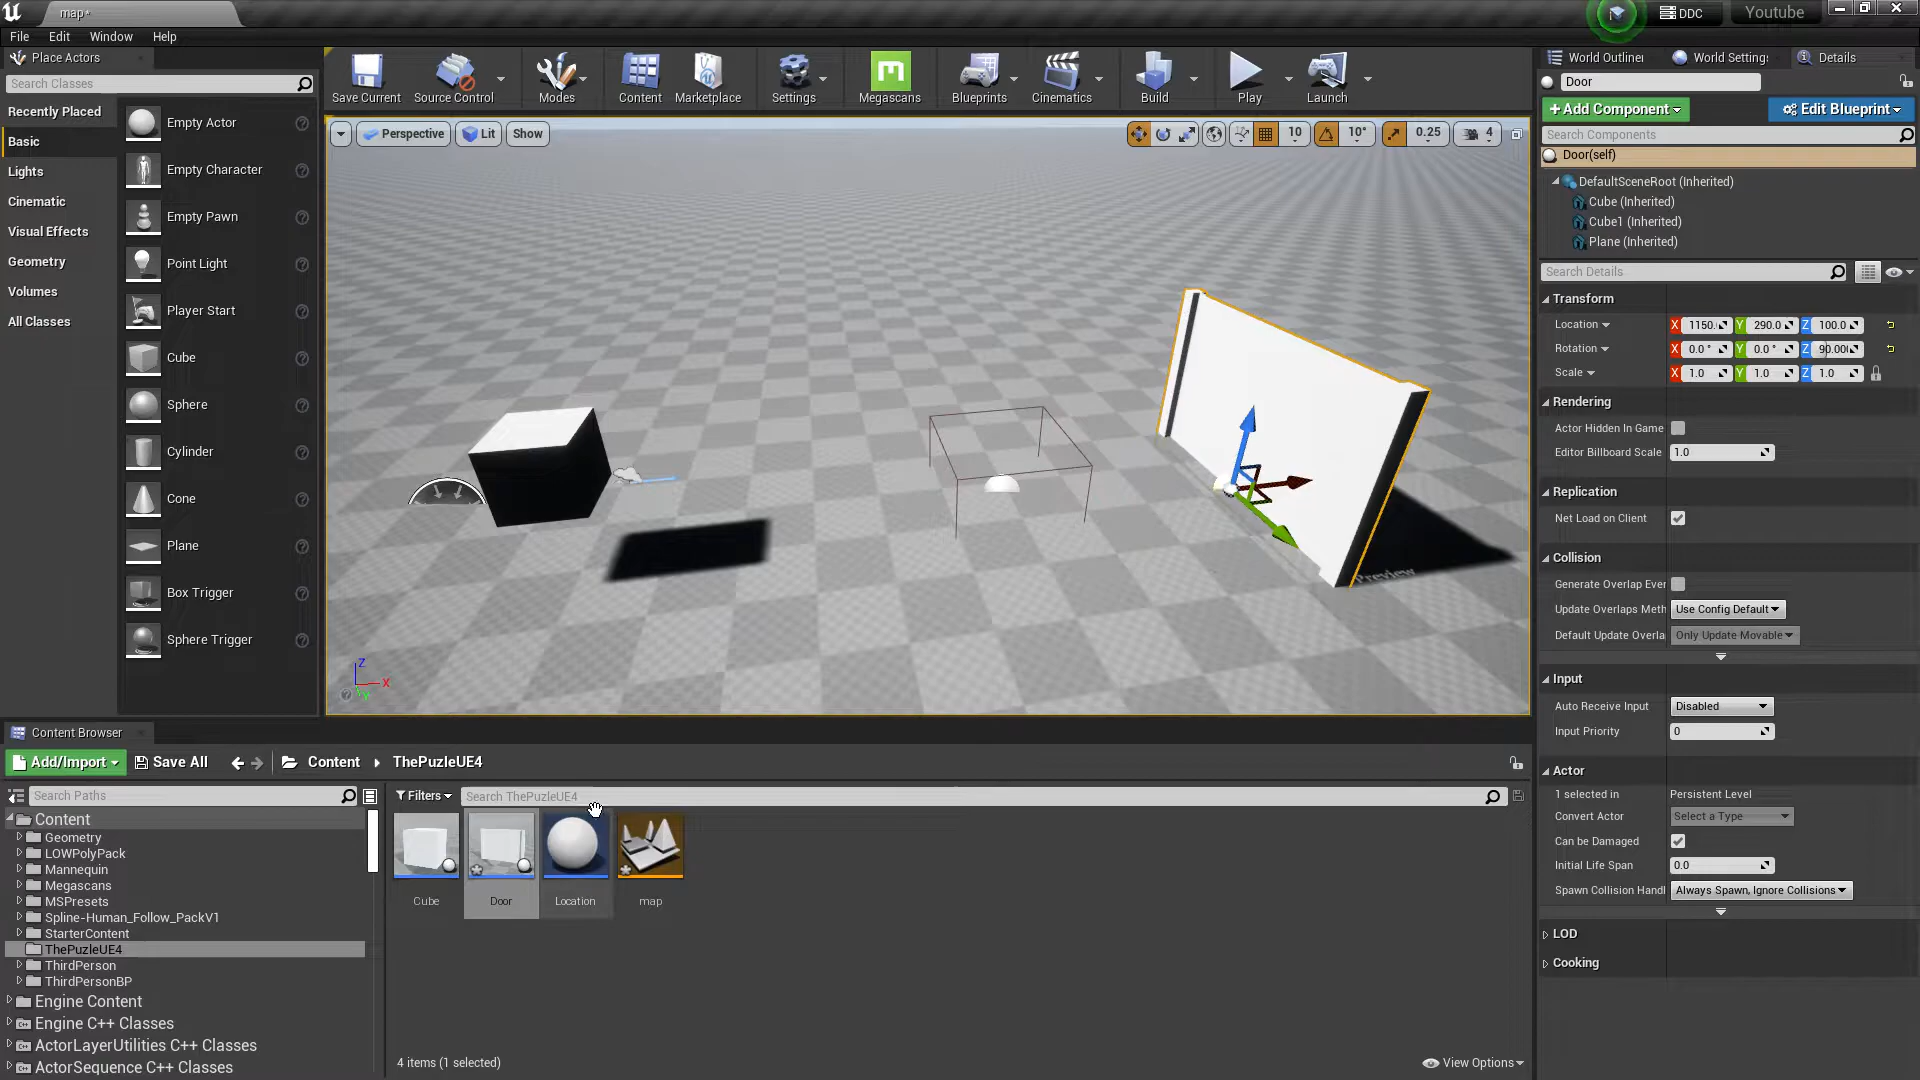 map*
DDC
Youtube
File Edit Window Help
Place Actors
Search Classes
Recently Placed
Basic
Lights
Cinematic
Visual Effects
Geometry
Volumes
All Classes
Empty Actor
Empty Character
Empty Pawn
Point Light
Player Start
Cube
Sphere
Cylinder
Cone
Plane
Box Trigger
Sphere Trigger
Save Current
Source Control
Modes
Content
Marketplace
Settings
Megascans
Blueprints
Cinematics
Build
Play
Launch
Perspective
Lit
Show
10
10°
0.25
4
Preview
Z
X
Y
World Outliner
World Settings
Details
Door
+Add Component
Edit Blueprint
Search Components
Door(self)
DefaultSceneRoot (Inherited)
Cube (Inherited)
Cube1 (Inherited)
Plane (Inherited)
Search Details
Transform
Location X 1150. Y 290.0 Z 100.0
Rotation X 0.0 ° Y 0.0 ° Z 90.00
Scale X 1.0 Y 1.0 Z 1.0
Rendering
Actor Hidden In Game
Editor Billboard Scale 1.0
Replication
Net Load on Client
Collision
Generate Overlap Ever
Update Overlaps Meth Use Config Default
Default Update Overla Only Update Movable
Input
Auto Receive Input Disabled
Input Priority 0
Actor
1 selected in Persistent Level
Convert Actor Select a Type
Can be Damaged
Initial Life Span 0.0
Spawn Collision Handl Always Spawn, Ignore Collisions
LOD
Cooking
Content Browser
Add/Import
Save All
Content
ThePuzleUE4
Search Paths
Filters
Search ThePuzleUE4
Content
Geometry
LOWPolyPack
Mannequin
Megascans
MSPresets
Spline-Human_Follow_PackV1
StarterContent
ThePuzleUE4
ThirdPerson
ThirdPersonBP
Engine Content
Engine C++ Classes
ActorLayerUtilities C++ Classes
ActorSequence C++ Classes
Cube
Door
Location
map
4 items (1 selected)
View Options